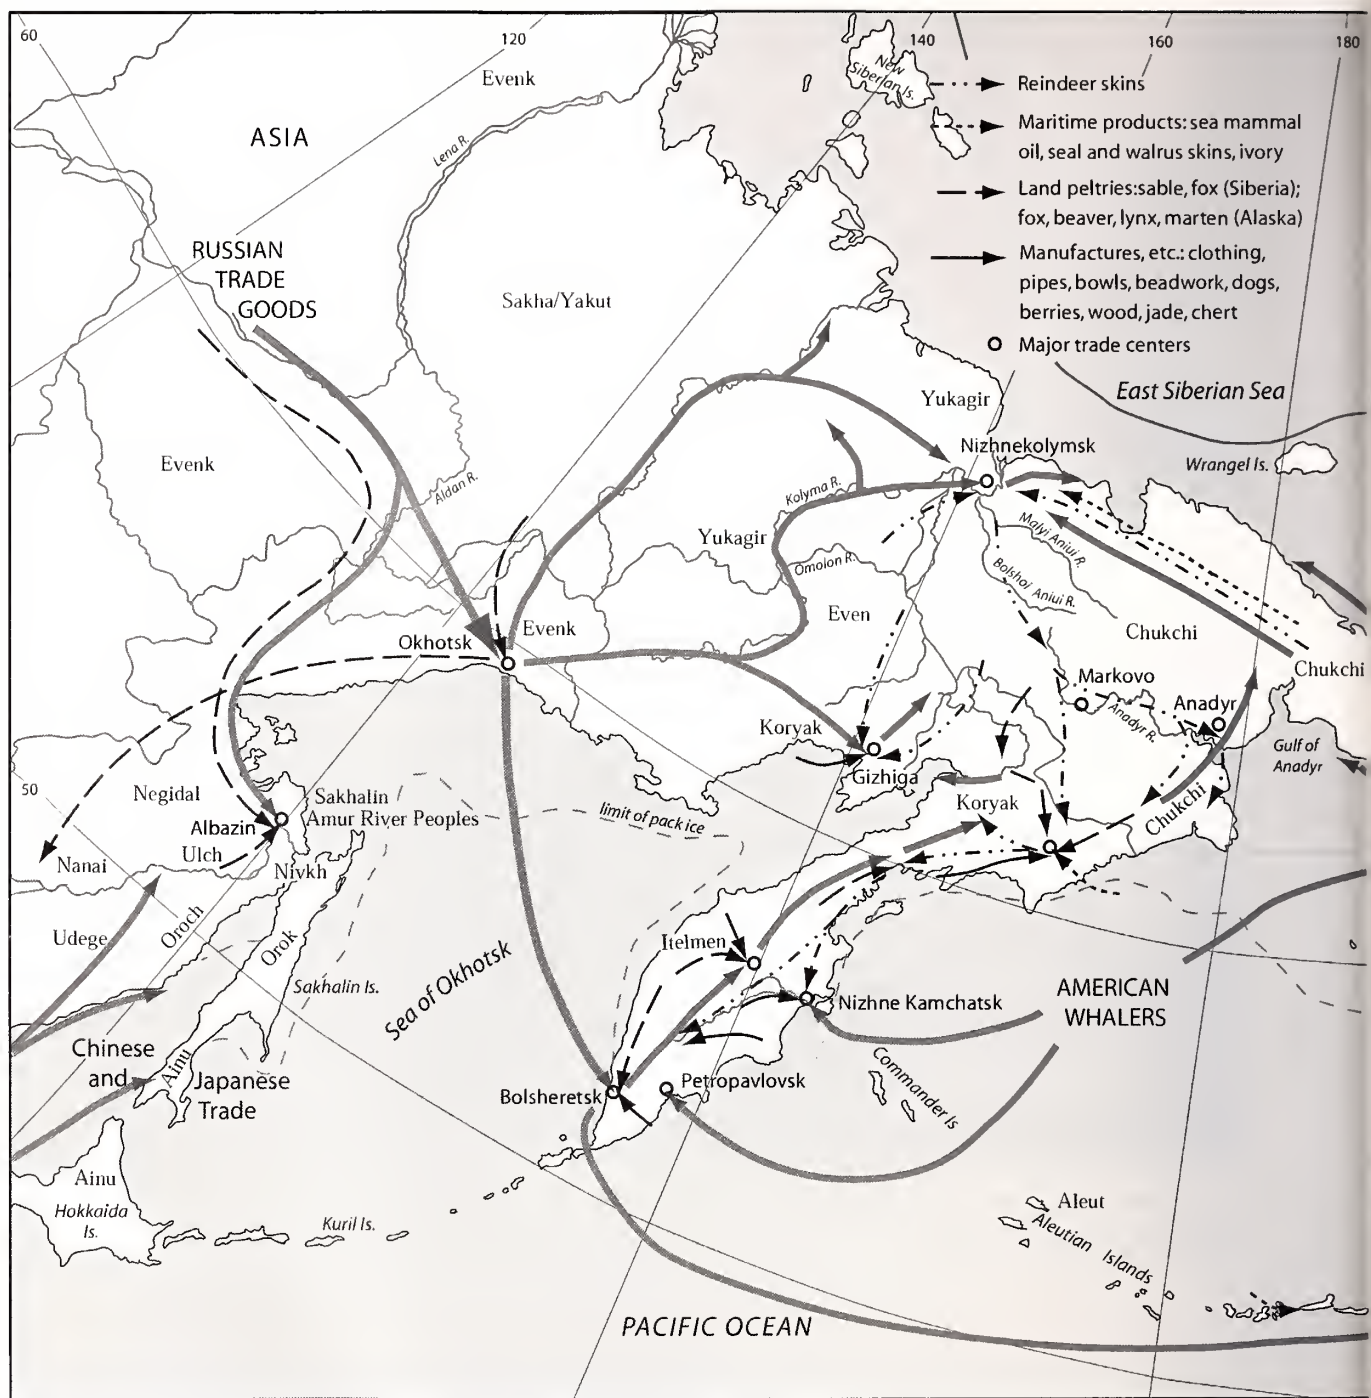 60
120
140
160
180
Evenk
New
Siberian Is.
Reindeer skins
Maritime products: sea mammal
oil, seal and walrus skins, ivory
Land peltries:sable, fox (Siberia);
fox, beaver, lynx, marten (Alaska)
Manufactures, etc.: clothing,
pipes, bowls, beadwork, dogs,
berries, wood, jade, chert
Major trade centers
ASIA
Lena R.
RUSSIAN
TRADE
GOODS
Sakha/Yakut
East Siberian Sea
Yukagir
Nizhnekolymsk
Wrangel Is.
Evenk
Aldan R.
Kolyma R.
Yukagir
Omolon R.
Malyi Aniui R.
Bolshoi Aniui R.
Even
Chukchi
Okhotsk
Evenk
Chukchi
Markovo
Anadyr
Anadyr R.
Koryak
Gizhiga
Gulf of
Anadyr
50
Negidal
Sakhalin
Amur River Peoples
Albazin
limit of pack ice
Koryak
Chukchi
Nanai
Ulch
Nivkh
Oroch
Udege
Orok
Itelmen
Sakhalin Is.
Sea of Okhotsk
Nizhne Kamchatsk
AMERICAN
WHALERS
Chinese
and
Ainu
Japanese
Trade
Bolsheretsk
Petropavlovsk
Commander Is
Ainu
Hokkaida
Is.
Kuril Is.
Aleut
Aleutian Islands
PACIFIC OCEAN